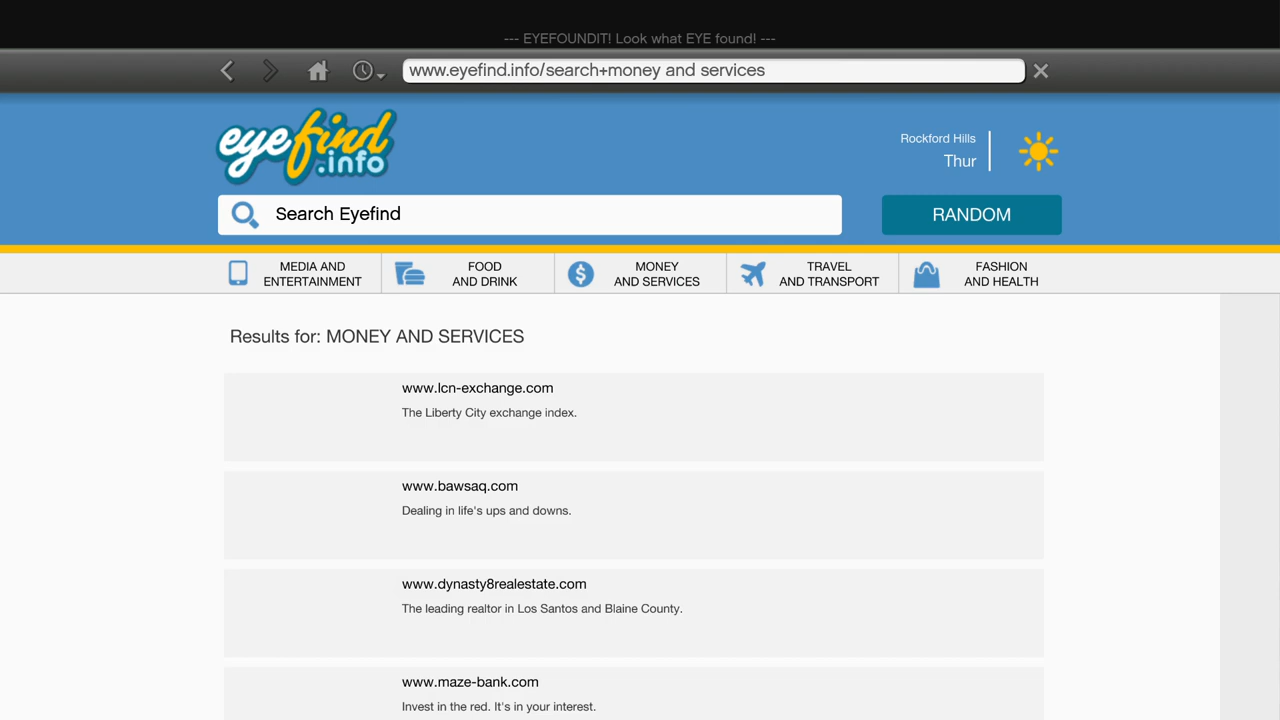 --- EYEFOUNDIT! Look what EYE found! ---
www.eyefind.info/search+money and services
eyefind
.info
Rockford Hills
Thur
Search Eyefind
RANDOM
MEDIA AND
ENTERTAINMENT
FOOD
AND DRINK
MONEY
AND SERVICES
TRAVEL
AND TRANSPORT
FASHION
AND HEALTH
Results for: MONEY AND SERVICES
www.lcn-exchange.com
The Liberty City exchange index.
www.bawsaq.com
Dealing in life's ups and downs.
www.dynasty8realestate.com
The leading realtor in Los Santos and Blaine County.
www.maze-bank.com
Invest in the red. It's in your interest.